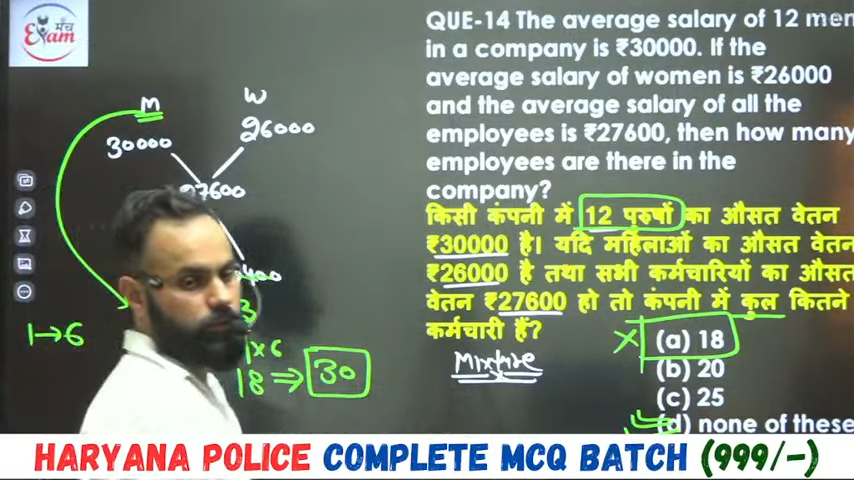 मंच
Exam
QUE-14 The average salary of 12 men
in a company is ₹30000. If the
average salary of women is ₹26000
and the average salary of all the
employees is ₹27600, then how many
employees are there in the
company?
किसी कंपनी में 12 पुरुषों का औसत वेतन
₹30000 है। यदि महिलाओं का औसत वेतन
₹26000 है तथा सभी कर्मचारियों का औसत
वेतन ₹27600 हो तो कंपनी में कुल कितने
कर्मचारी हैं?
(a) 18
(b) 20
(c) 25
(d) none of these
Mixture
M W
30000 26000
27600
400
3
1→6
1×6
18 ⇒ 30
HARYANA POLICE COMPLETE MCQ BATCH (999/-)